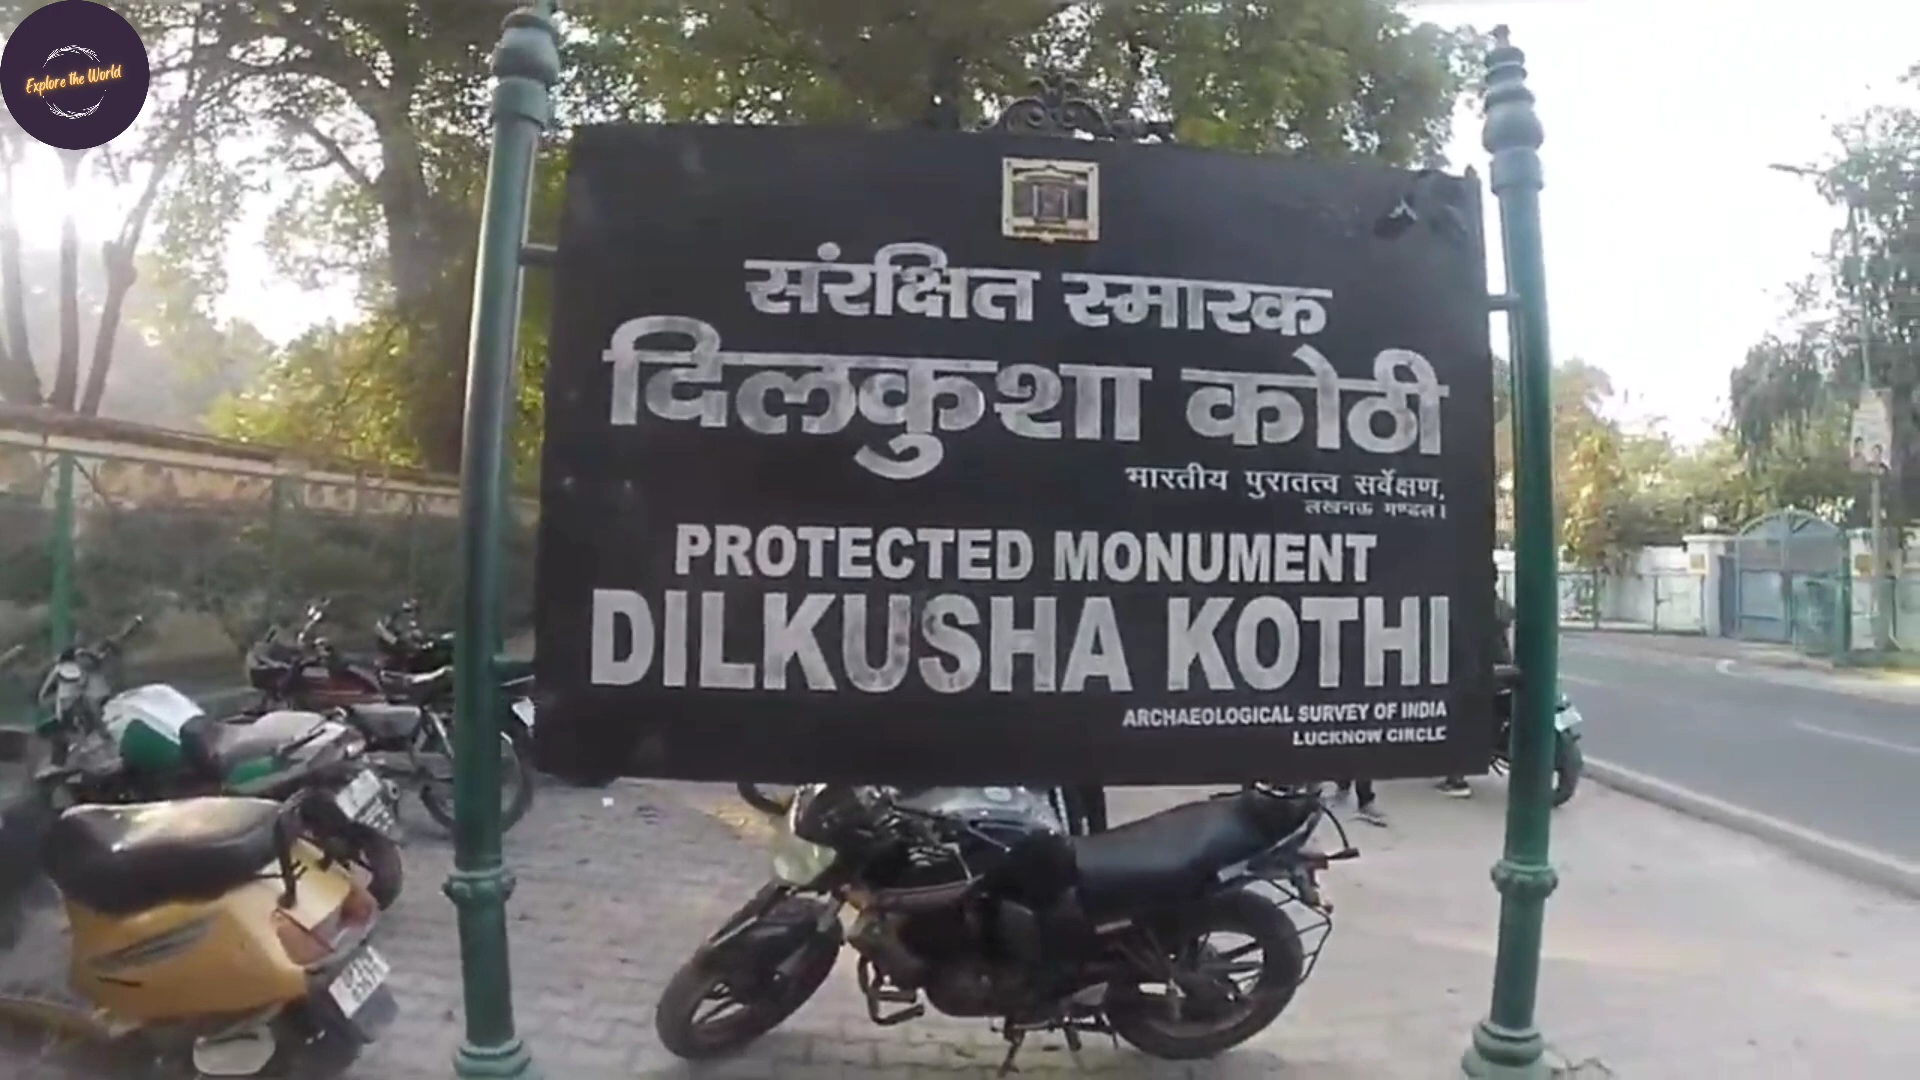 Explore the World
संरक्षित स्मारक
दिलकुशा कोठी
भारतीय पुरातत्व सर्वेक्षण,
लखनऊ मण्डल।
PROTECTED MONUMENT
DILKUSHA KOTHI
ARCHAEOLOGICAL SURVEY OF INDIA
LUCKNOW CIRCLE